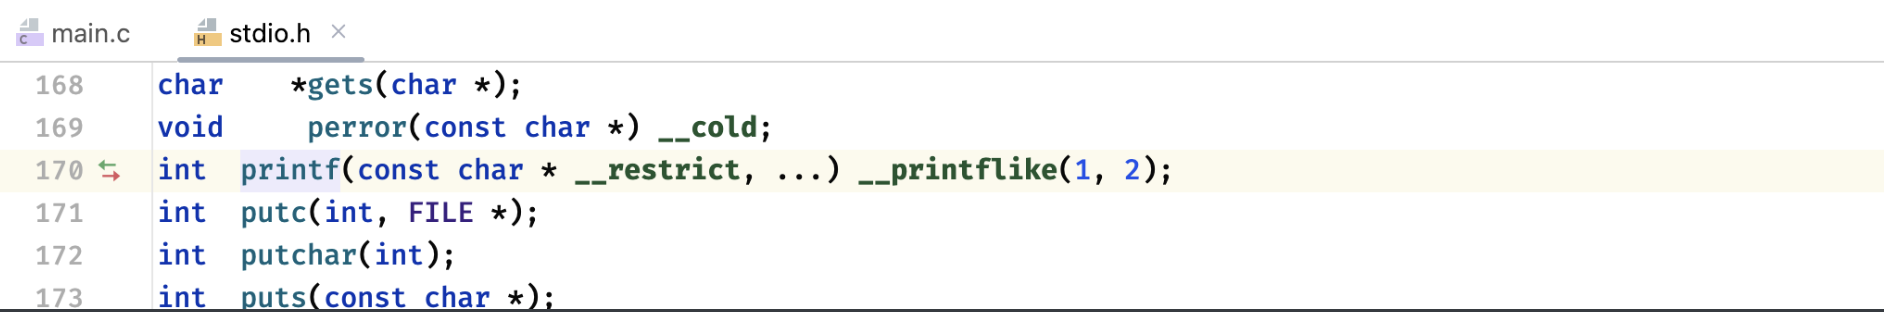 main.c stdio.h
168 char    *gets(char *);
169 void     perror(const char *) __cold;
170 int  printf(const char * __restrict, ...) __printflike(1, 2);
171 int  putc(int, FILE *);
172 int  putchar(int);
173 int  puts(const char *);